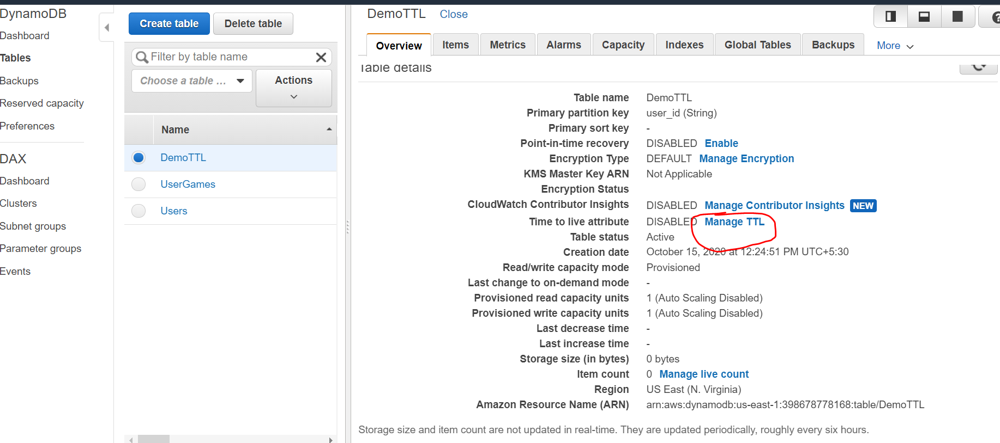 DynamoDB
Dashboard
Tables
Backups
Reserved capacity
Preferences
DAX
Dashboard
Clusters
Subnet groups
Parameter groups
Events
Create table
Delete table
Filter by table name
Choose a table ...
Actions
Name
DemoTTL
UserGames
Users
DemoTTL Close
Overview Items Metrics Alarms Capacity Indexes Global Tables Backups More
Table details
Table name DemoTTL
Primary partition key user_id (String)
Primary sort key -
Point-in-time recovery DISABLED Enable
Encryption Type DEFAULT Manage Encryption
KMS Master Key ARN Not Applicable
Encryption Status
CloudWatch Contributor Insights DISABLED Manage Contributor Insights NEW
Time to live attribute DISABLED Manage TTL
Table status Active
Creation date October 15, 2020 at 12:24:51 PM UTC+5:30
Read/write capacity mode Provisioned
Last change to on-demand mode -
Provisioned read capacity units 1 (Auto Scaling Disabled)
Provisioned write capacity units 1 (Auto Scaling Disabled)
Last decrease time -
Last increase time -
Storage size (in bytes) 0 bytes
Item count 0 Manage live count
Region US East (N. Virginia)
Amazon Resource Name (ARN) arn:aws:dynamodb:us-east-1:398678778168:table/DemoTTL
Storage size and item count are not updated in real-time. They are updated periodically, roughly every six hours.